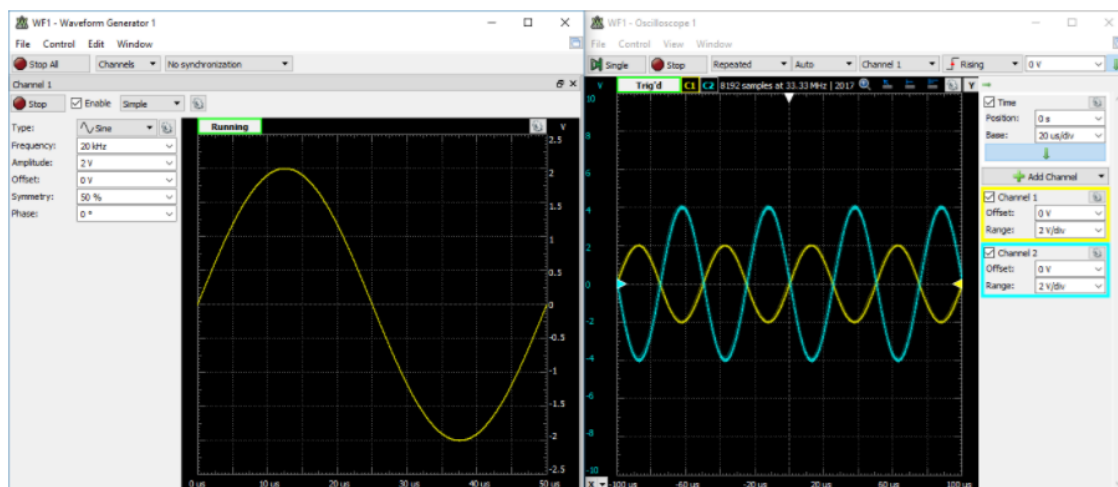 WF1 - Waveform Generator 1
File Control Edit Window
Stop All Channels No synchronization
Channel 1
Stop Enable Simple
Type: Sine
Frequency: 20 kHz
Amplitude: 2 V
Offset: 0 V
Symmetry: 50 %
Phase: 0 °
Running V
2.5
2
1.5
1
0.5
0
-0.5
-1
-1.5
-2
-2.5
0 us 10 us 20 us 30 us 40 us 50 us
WF1 - Oscilloscope 1
File Control View Window
Single Stop Repeated Auto Channel 1 Rising 0 V
V Trig'd C1 C2 8192 samples at 33.33 MHz | 2017 Y
10
8
6
4
2
0
-2
-4
-6
-8
-10
X -100 us -60 us -20 us 20 us 60 us 100 us
Time
Position: 0 s
Base: 20 us/div
Add Channel
Channel 1
Offset: 0 V
Range: 2 V/div
Channel 2
Offset: 0 V
Range: 2 V/div